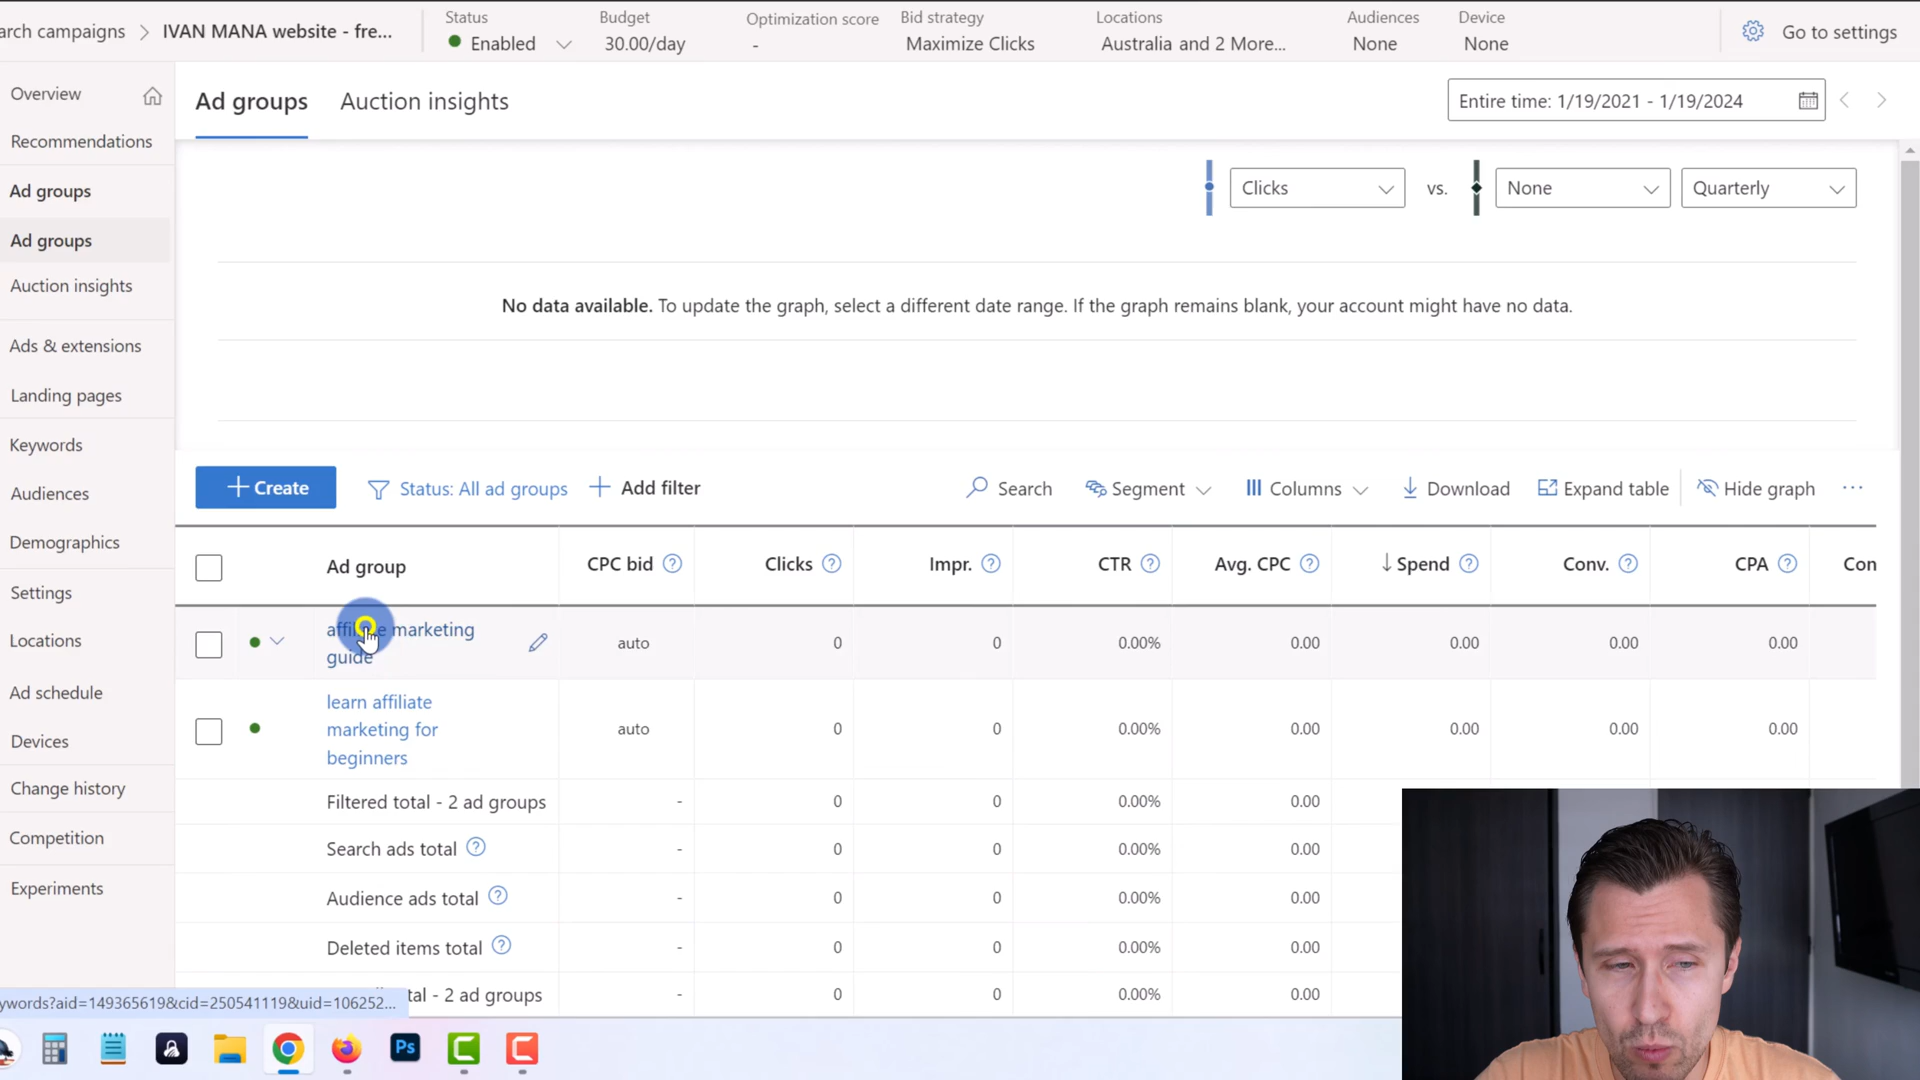 arch campaigns > IVAN MANA website - fre...
Status
Enabled
Budget
30.00/day
Optimization score
-
Bid strategy
Maximize Clicks
Locations
Australia and 2 More...
Audiences
None
Device
None
Go to settings
Overview
Recommendations
Ad groups
Ad groups
Auction insights
Ads & extensions
Landing pages
Keywords
Audiences
Demographics
Settings
Locations
Ad schedule
Devices
Change history
Competition
Experiments
Ad groups Auction insights
Entire time: 1/19/2021 - 1/19/2024
Clicks vs. None Quarterly
No data available. To update the graph, select a different date range. If the graph remains blank, your account might have no data.
+ Create Status: All ad groups + Add filter Search Segment Columns Download Expand table Hide graph ...
Ad group CPC bid ? Clicks ? Impr. ? CTR ? Avg. CPC ? ↓ Spend ? Conv. ? CPA ? Con
affiliate marketing
guide
auto 0 0 0.00% 0.00 0.00 0.00 0.00
learn affiliate
marketing for
beginners
auto 0 0 0.00% 0.00 0.00 0.00 0.00
Filtered total - 2 ad groups - 0 0 0.00% 0.00
Search ads total ? - 0 0 0.00% 0.00
Audience ads total ? - 0 0 0.00% 0.00
Deleted items total ? - 0 0 0.00% 0.00
tal - 2 ad groups - 0 0 0.00% 0.00
ywords?aid=149365619&cid=250541119&uid=106252...
Ps